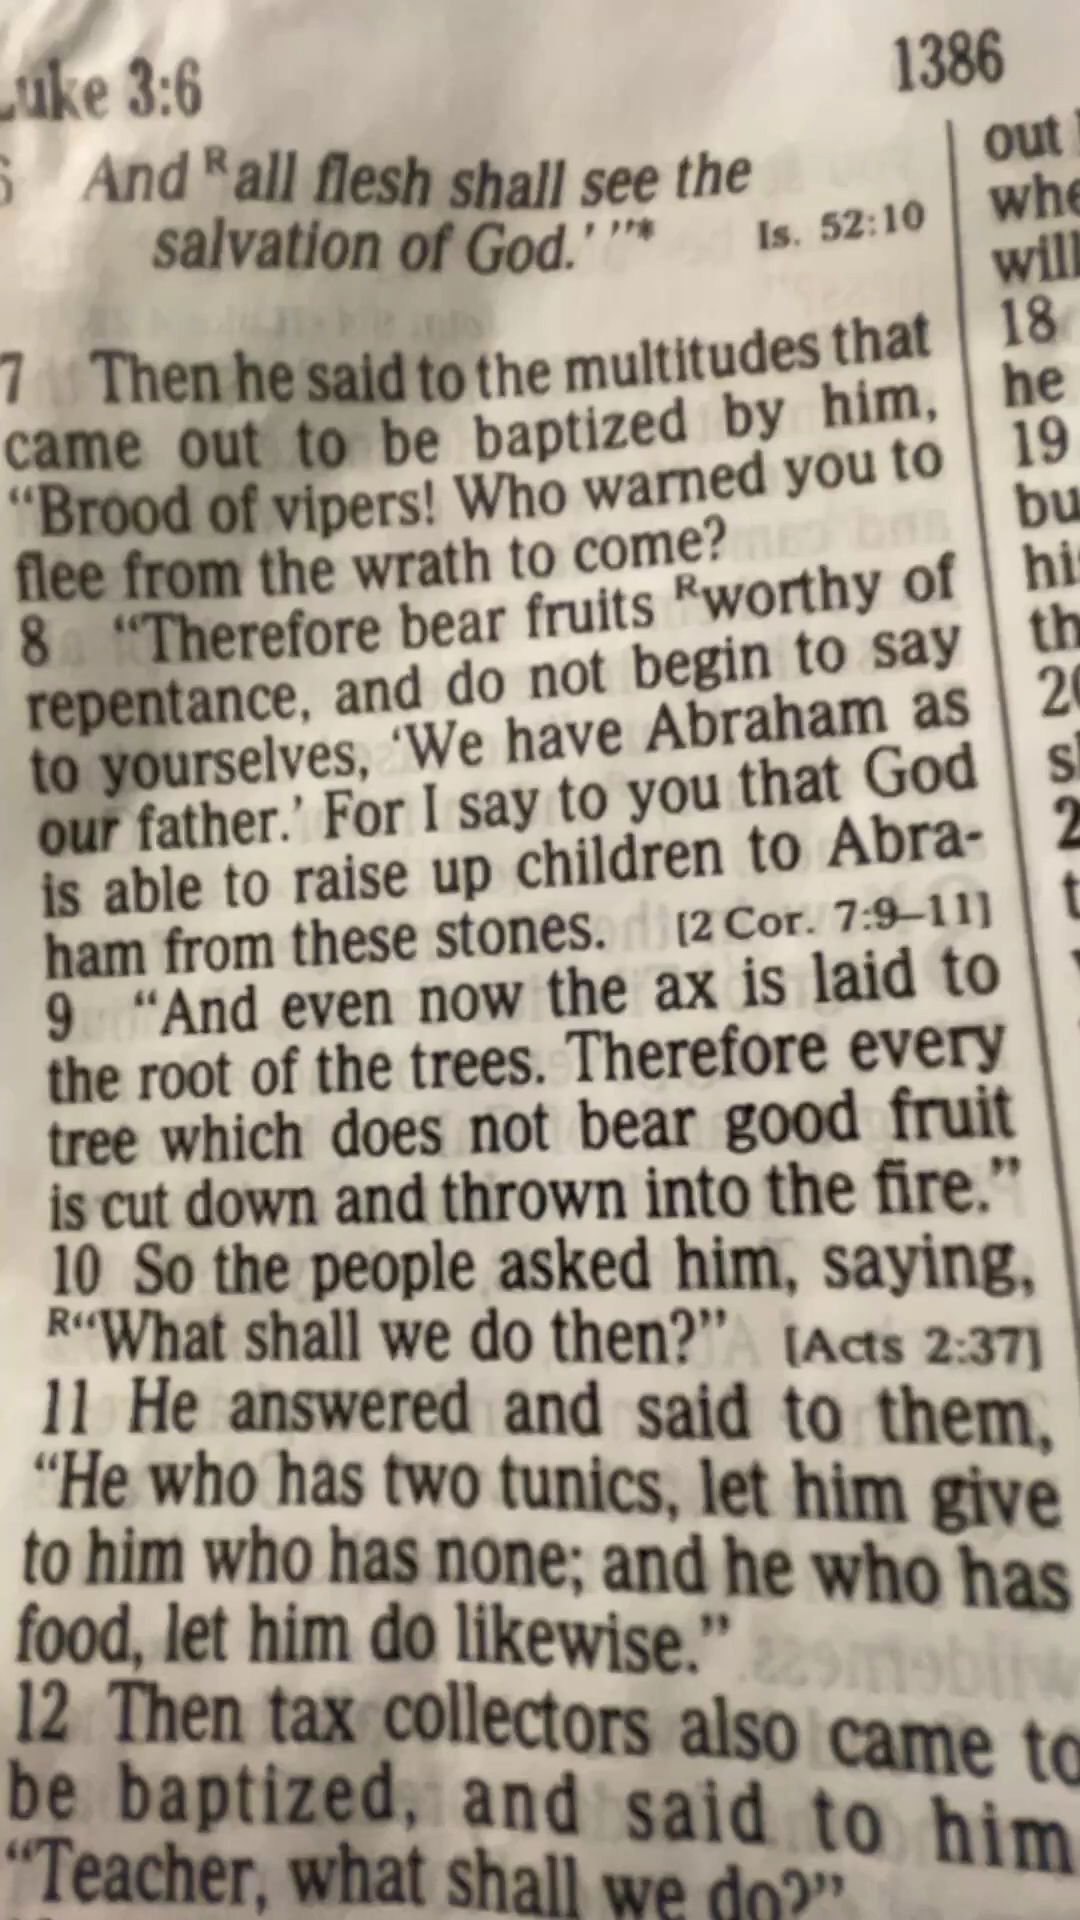 Luke 3:6
1386
6 And R all flesh shall see the
salvation of God.' "* Is. 52:10
7 Then he said to the multitudes that
came out to be baptized by him,
“Brood of vipers! Who warned you to
flee from the wrath to come?
8 “Therefore bear fruits R worthy of
repentance, and do not begin to say
to yourselves, ‘We have Abraham as
our father.’ For I say to you that God
is able to raise up children to Abra-
ham from these stones. [2 Cor. 7:9–11]
9 “And even now the ax is laid to
the root of the trees. Therefore every
tree which does not bear good fruit
is cut down and thrown into the fire.”
10 So the people asked him, saying,
R“What shall we do then?” [Acts 2:37]
11 He answered and said to them,
“He who has two tunics, let him give
to him who has none; and he who has
food, let him do likewise.”
12 Then tax collectors also came to
be baptized, and said to him
“Teacher, what shall we do?”
out
will
18
he
19